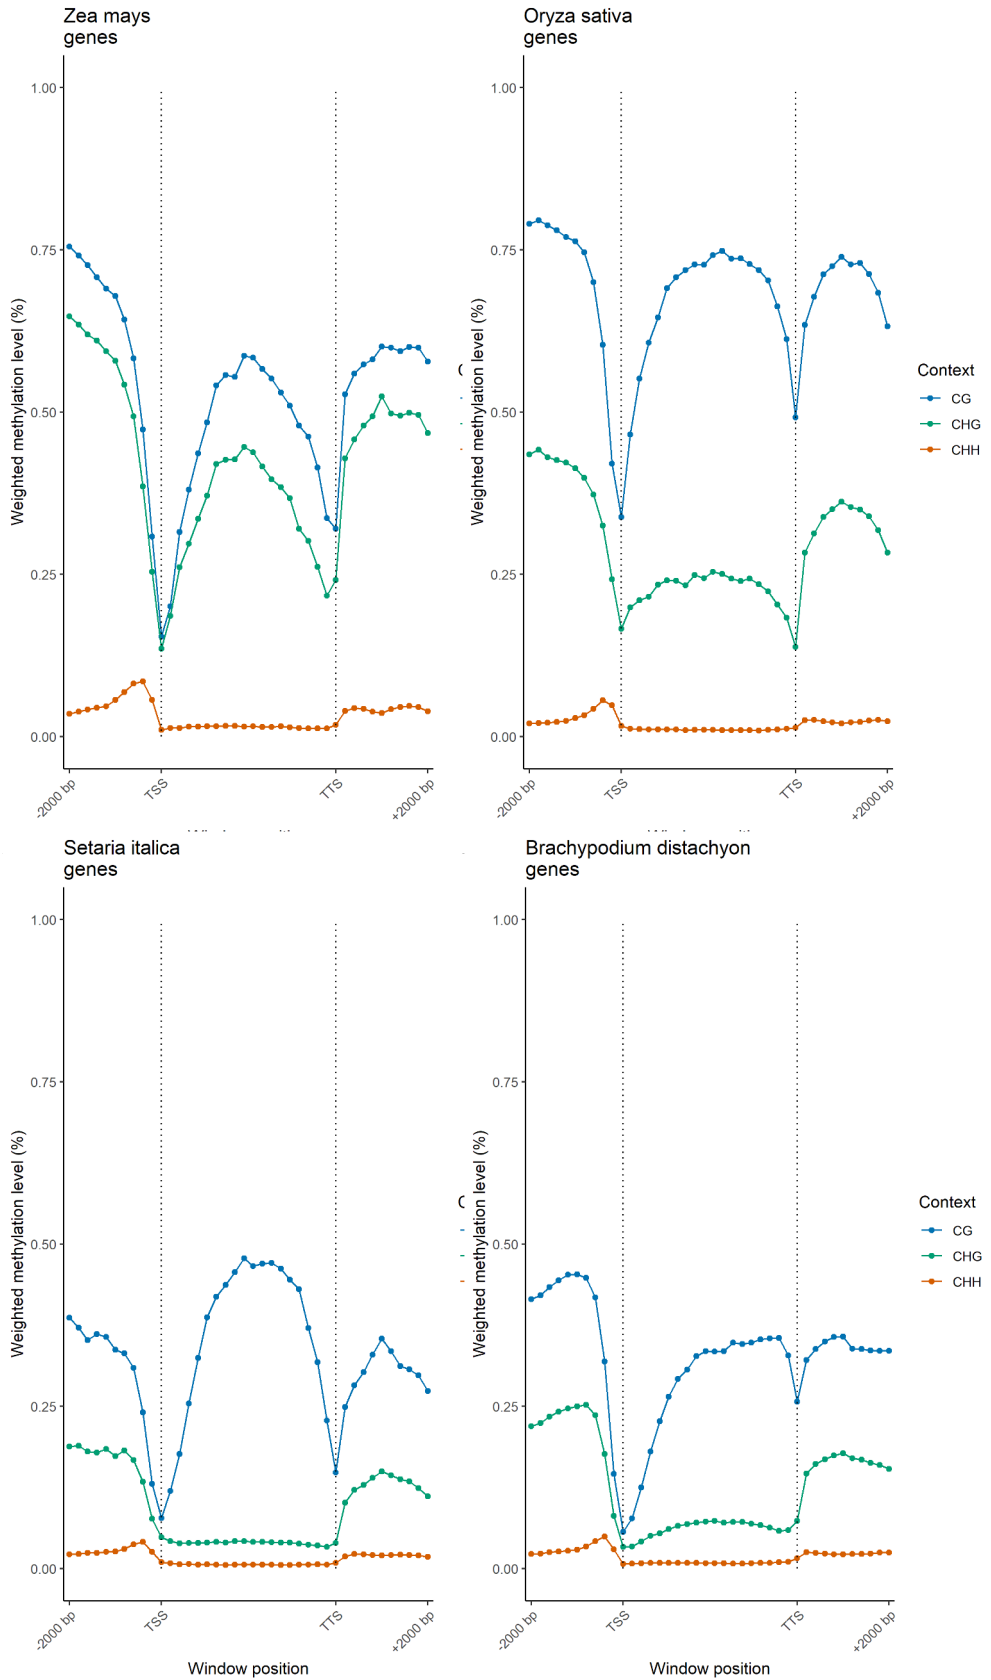 Zea mays
genes
1.00
0.75
0.50
0.25
0.00
Weighted methylation level (%)
-2000 bp
TSS
TTS
+2000 bp
Oryza sativa
genes
1.00
0.75
0.50
0.25
0.00
Weighted methylation level (%)
-2000 bp
TSS
TTS
+2000 bp
Context
CG
CHG
CHH
Setaria italica
genes
1.00
0.75
0.50
0.25
0.00
Weighted methylation level (%)
-2000 bp
TSS
TTS
+2000 bp
Window position
Brachypodium distachyon
genes
1.00
0.75
0.50
0.25
0.00
Weighted methylation level (%)
-2000 bp
TSS
TTS
+2000 bp
Window position
Context
CG
CHG
CHH